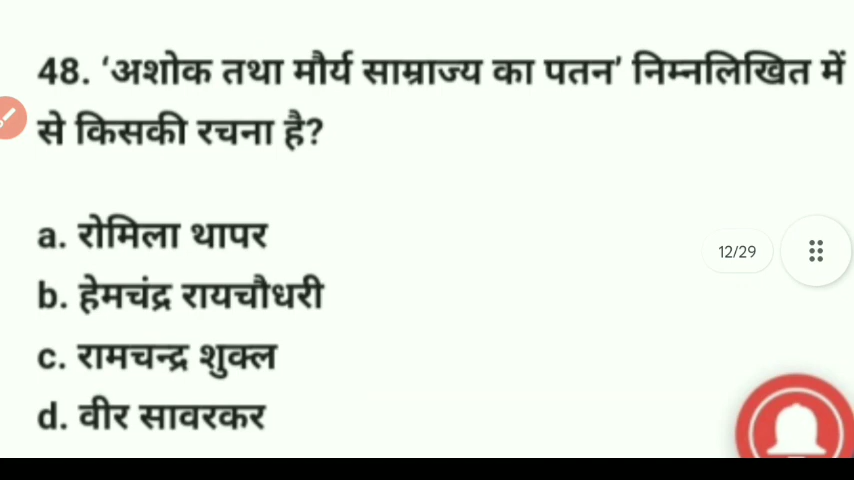 48. ‘अशोक तथा मौर्य साम्राज्य का पतन’ निम्नलिखित में
से किसकी रचना है?
a. रोमिला थापर
12/29
b. हेमचंद्र रायचौधरी
c. रामचन्द्र शुक्ल
d. वीर सावरकर